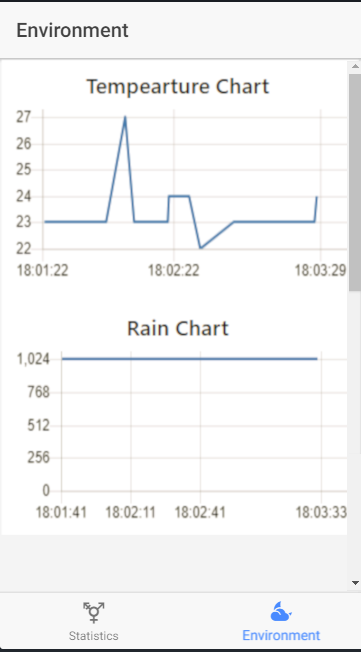 Environment
Tempearture Chart
27
26
25
24
23
22
18:01:22 18:02:22 18:03:29
Rain Chart
1,024
768
512
256
0
18:01:41 18:02:11 18:02:41 18:03:33
Statistics Environment